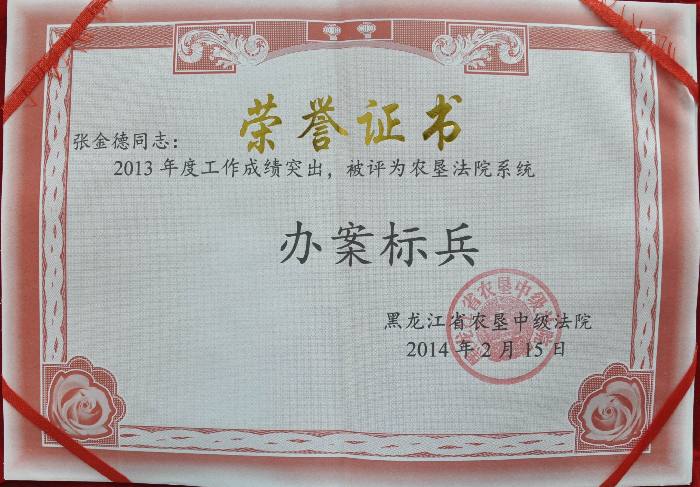 荣誉证书
张金德同志：
2013 年度工作成绩突出，被评为农垦法院系统
办案标兵
黑龙江省农垦中级法院
2014 年 2 月 15 日